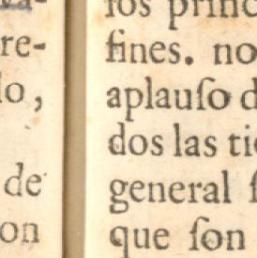 re-
lo,
de
on
los princ
fines. no
aplauſo d
dos las ti
general ſ
que ſon